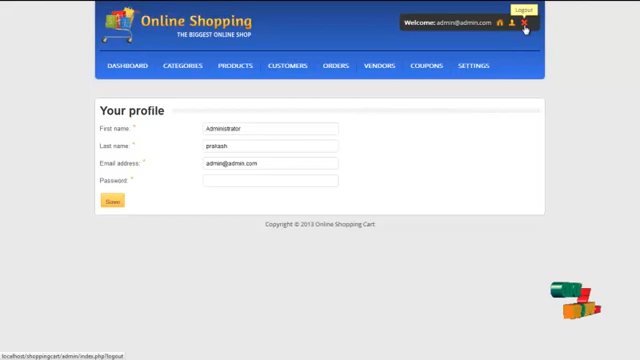 Logout
Online Shopping
THE BIGGEST ONLINE SHOP
Welcome: admin@admin.com
DASHBOARD CATEGORIES PRODUCTS CUSTOMERS ORDERS VENDORS COUPONS SETTINGS
Your profile
First name: * Administrator
Last name: * prakash
Email address: * admin@admin.com
Password: *
Save
Copyright © 2013 Online Shopping Cart
localhost/shoppingcart/admin/index.php?logout